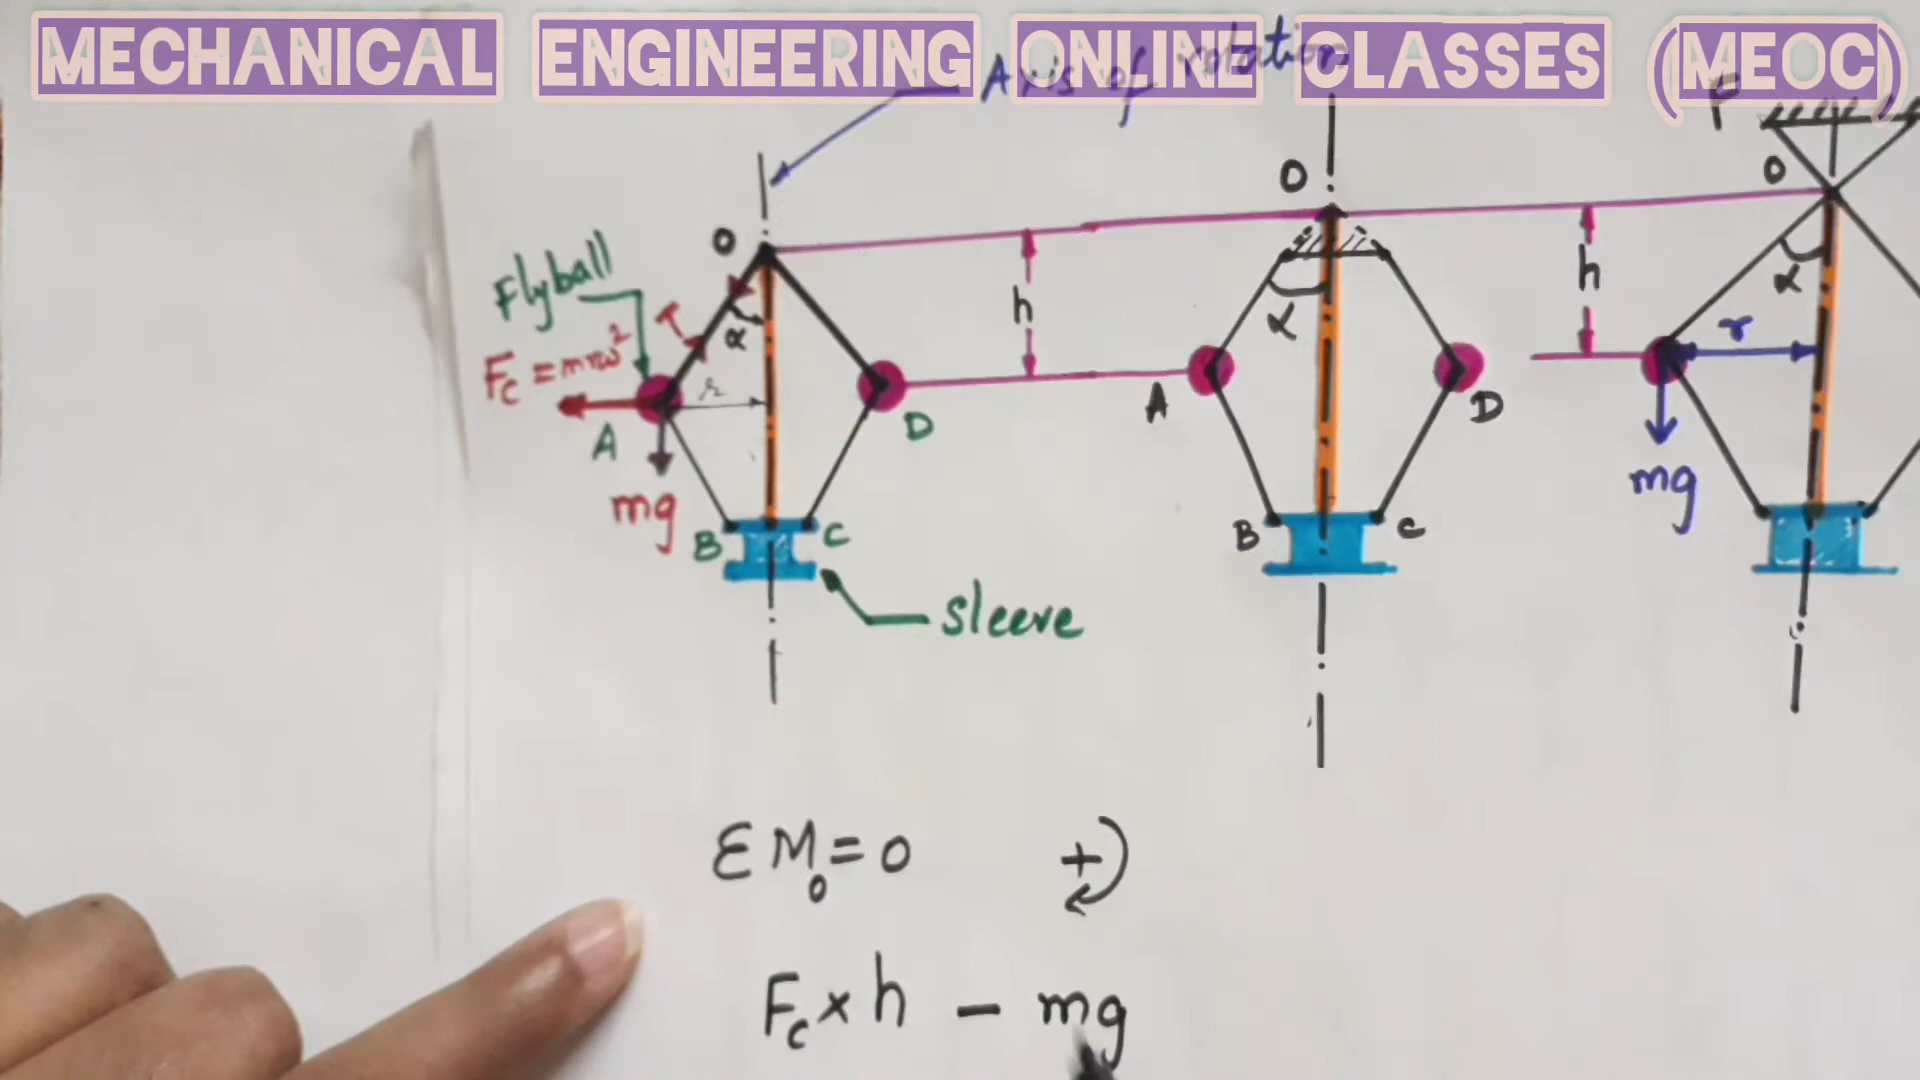 MECHANICAL ENGINEERING ONLINE CLASSES (MEOC)
Axis of rotation
F
O
O
O
Flyball
T
α
h
α
h
α
r
Fc = mrω²
r
A
D
A
D
mg
mg
B
C
B
C
sleeve
ΣM₀ = 0
+
Fc × h - mg